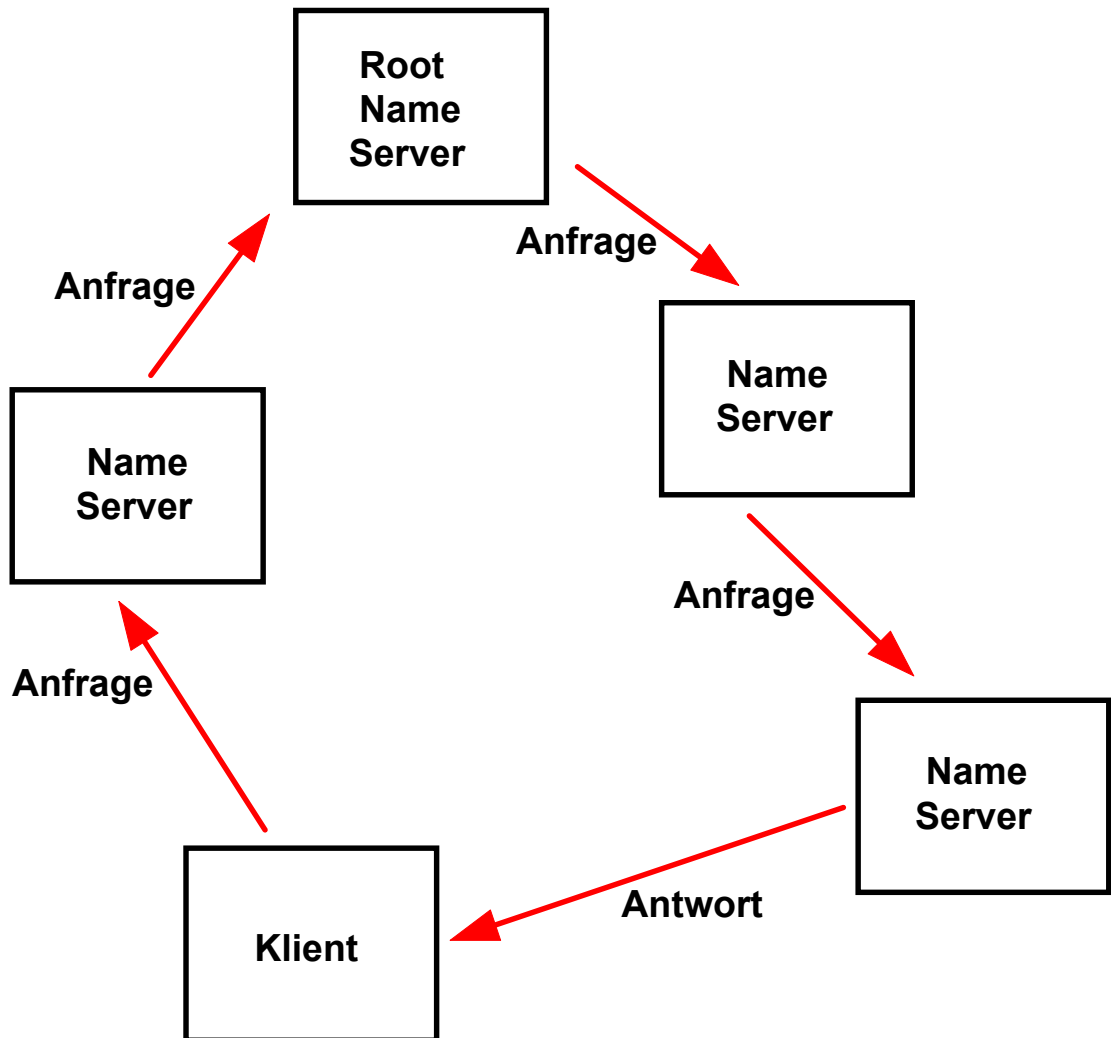 Root
Name
Server
Anfrage
Anfrage
Name
Server
Name
Server
Anfrage
Anfrage
Name
Server
Antwort
Klient